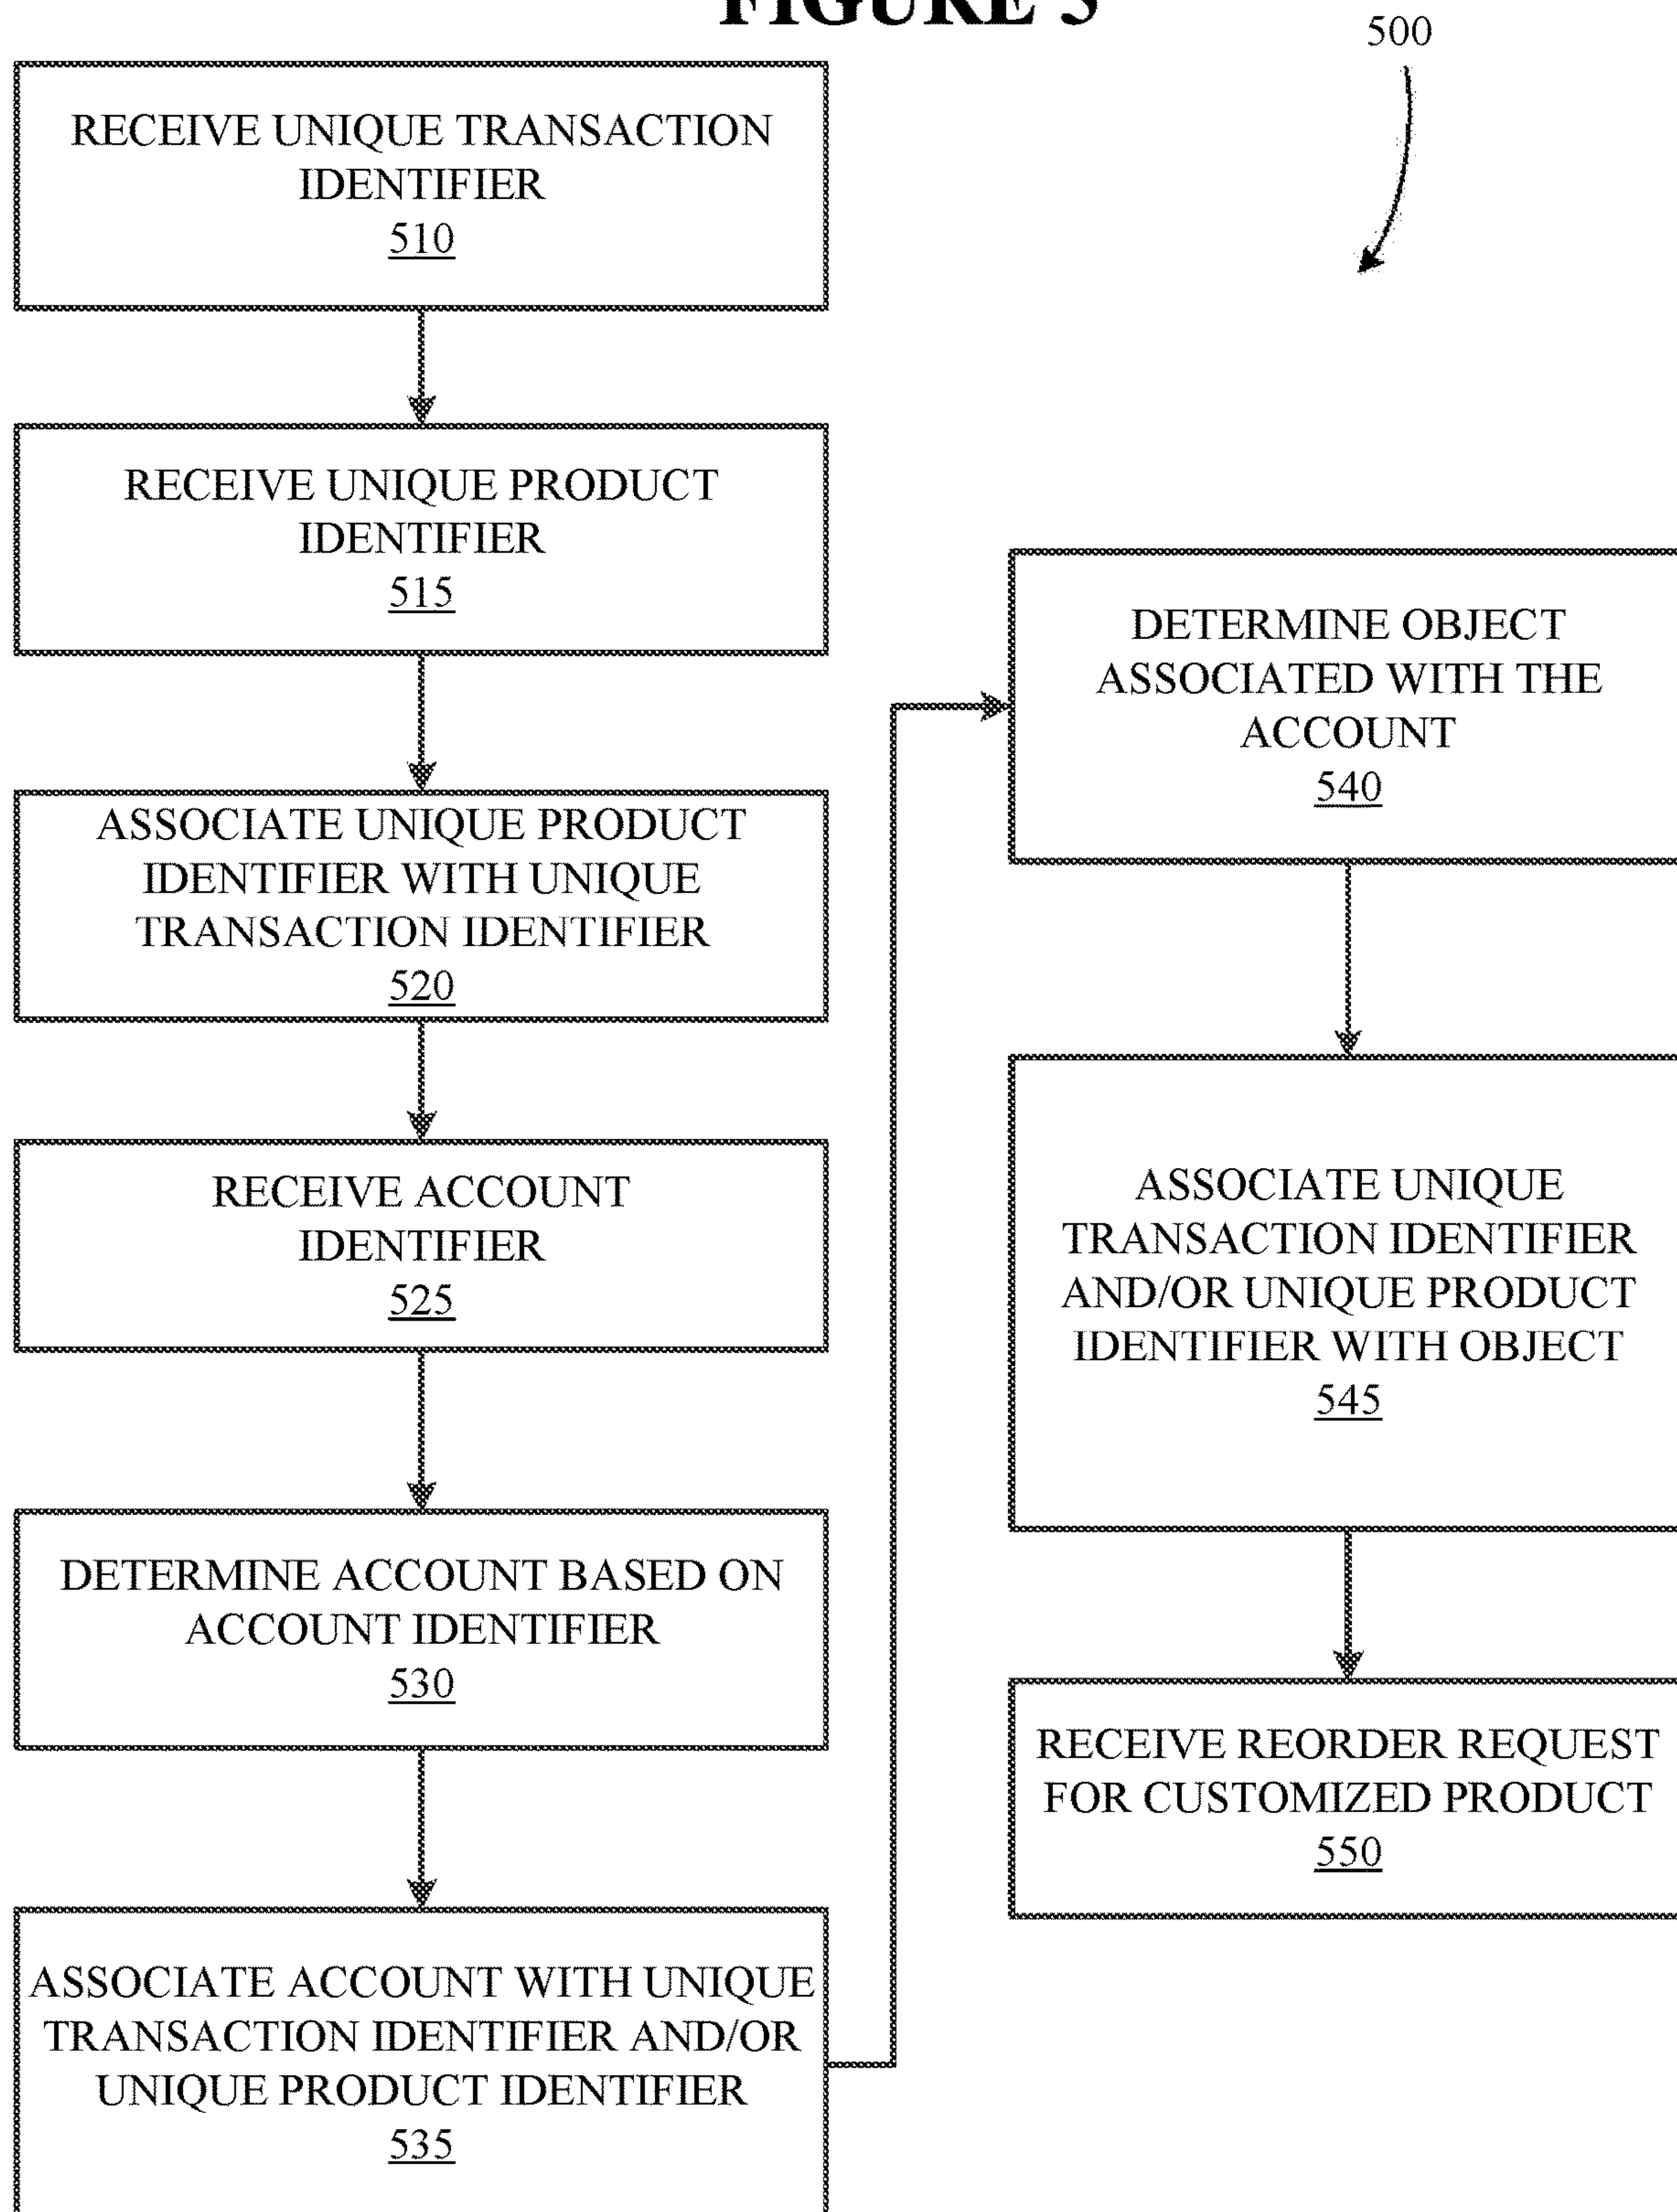 FIGURE 5
500
RECEIVE UNIQUE TRANSACTION
IDENTIFIER
510
RECEIVE UNIQUE PRODUCT
IDENTIFIER
515
ASSOCIATE UNIQUE PRODUCT
IDENTIFIER WITH UNIQUE
TRANSACTION IDENTIFIER
520
RECEIVE ACCOUNT
IDENTIFIER
525
DETERMINE ACCOUNT BASED ON
ACCOUNT IDENTIFIER
530
ASSOCIATE ACCOUNT WITH UNIQUE
TRANSACTION IDENTIFIER AND/OR
UNIQUE PRODUCT IDENTIFIER
535
DETERMINE OBJECT
ASSOCIATED WITH THE
ACCOUNT
540
ASSOCIATE UNIQUE
TRANSACTION IDENTIFIER
AND/OR UNIQUE PRODUCT
IDENTIFIER WITH OBJECT
545
RECEIVE REORDER REQUEST
FOR CUSTOMIZED PRODUCT
550